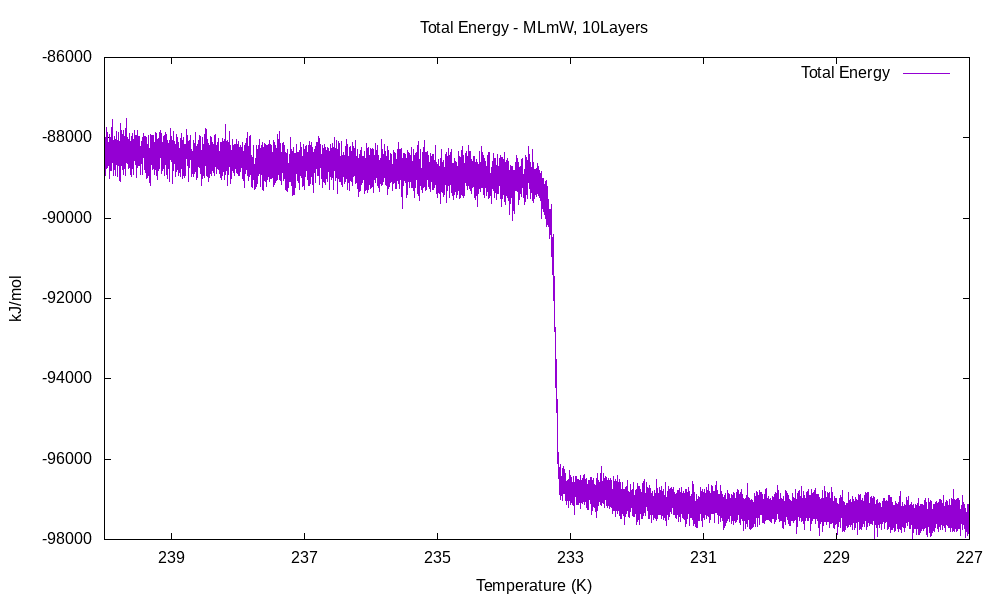 Total Energy - MLmW, 10Layers
-86000
Total Energy
-88000
-90000
-92000
kJ/mol
-94000
-96000
-98000
239 237 235 233 231 229 227
Temperature (K)